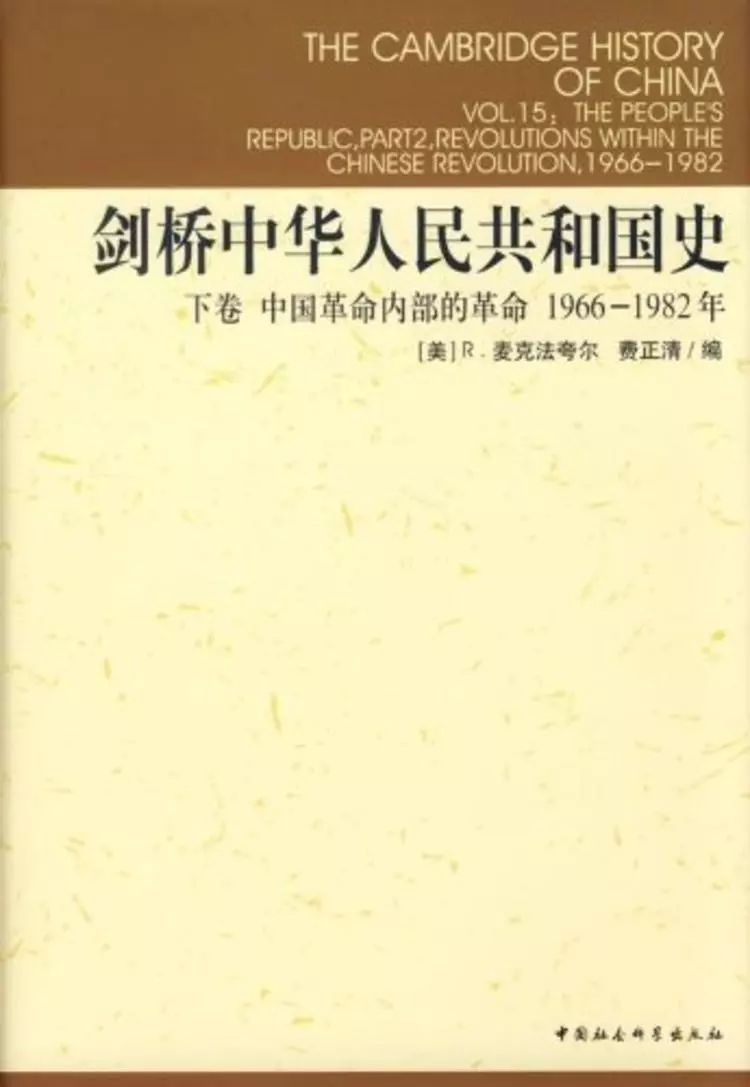 THE CAMBRIDGE HISTORY
OF CHINA
VOL.15: THE PEOPLE'S
REPUBLIC,PART2,REVOLUTIONS WITHIN THE
CHINESE REVOLUTION,1966-1982
剑桥中华人民共和国史
下卷 中国革命内部的革命 1966-1982年
[美]R.麦克法夸尔 费正清/编
中国社会科学出版社